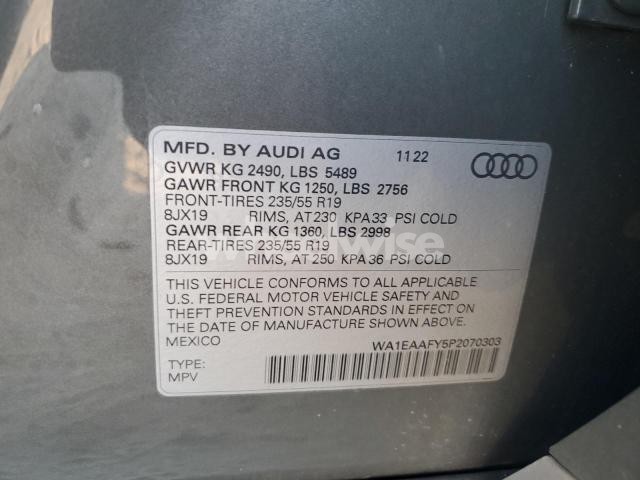 MFD. BY AUDI AG 11 22
GVWR KG 2490, LBS 5489
GAWR FRONT KG 1250, LBS 2756
FRONT-TIRES 235/55 R19
8JX19 RIMS, AT 230 KPA 33 PSI COLD
GAWR REAR KG 1360, LBS 2998
REAR-TIRES 235/55 R19
8JX19 RIMS, AT 250 KPA 36 PSI COLD
THIS VEHICLE CONFORMS TO ALL APPLICABLE
U.S. FEDERAL MOTOR VEHICLE SAFETY AND
THEFT PREVENTION STANDARDS IN EFFECT ON
THE DATE OF MANUFACTURE SHOWN ABOVE.
MEXICO WA1EAAFY5P2070303
TYPE:
MPV